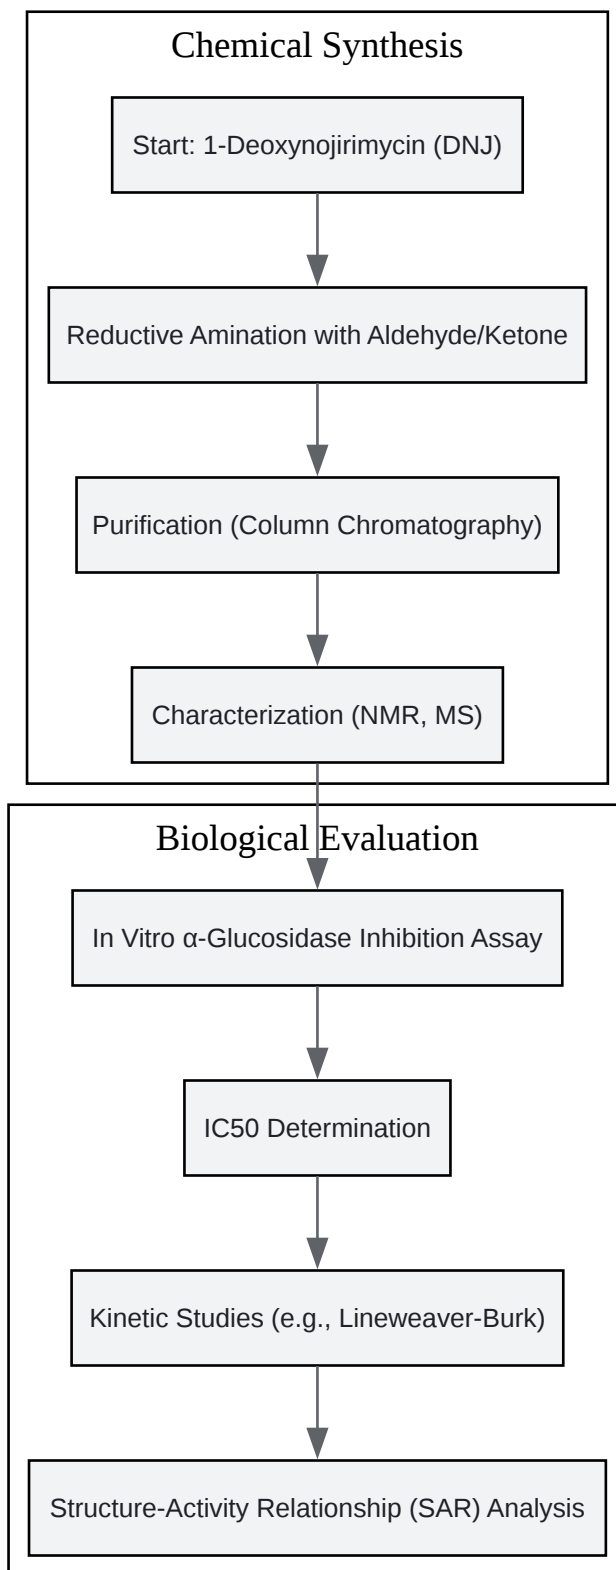 Chemical Synthesis
Start: 1-Deoxynojirimycin (DNJ)
Reductive Amination with Aldehyde/Ketone
Purification (Column Chromatography)
Characterization (NMR, MS)
Biological Evaluation
In Vitro α-Glucosidase Inhibition Assay
IC50 Determination
Kinetic Studies (e.g., Lineweaver-Burk)
Structure-Activity Relationship (SAR) Analysis